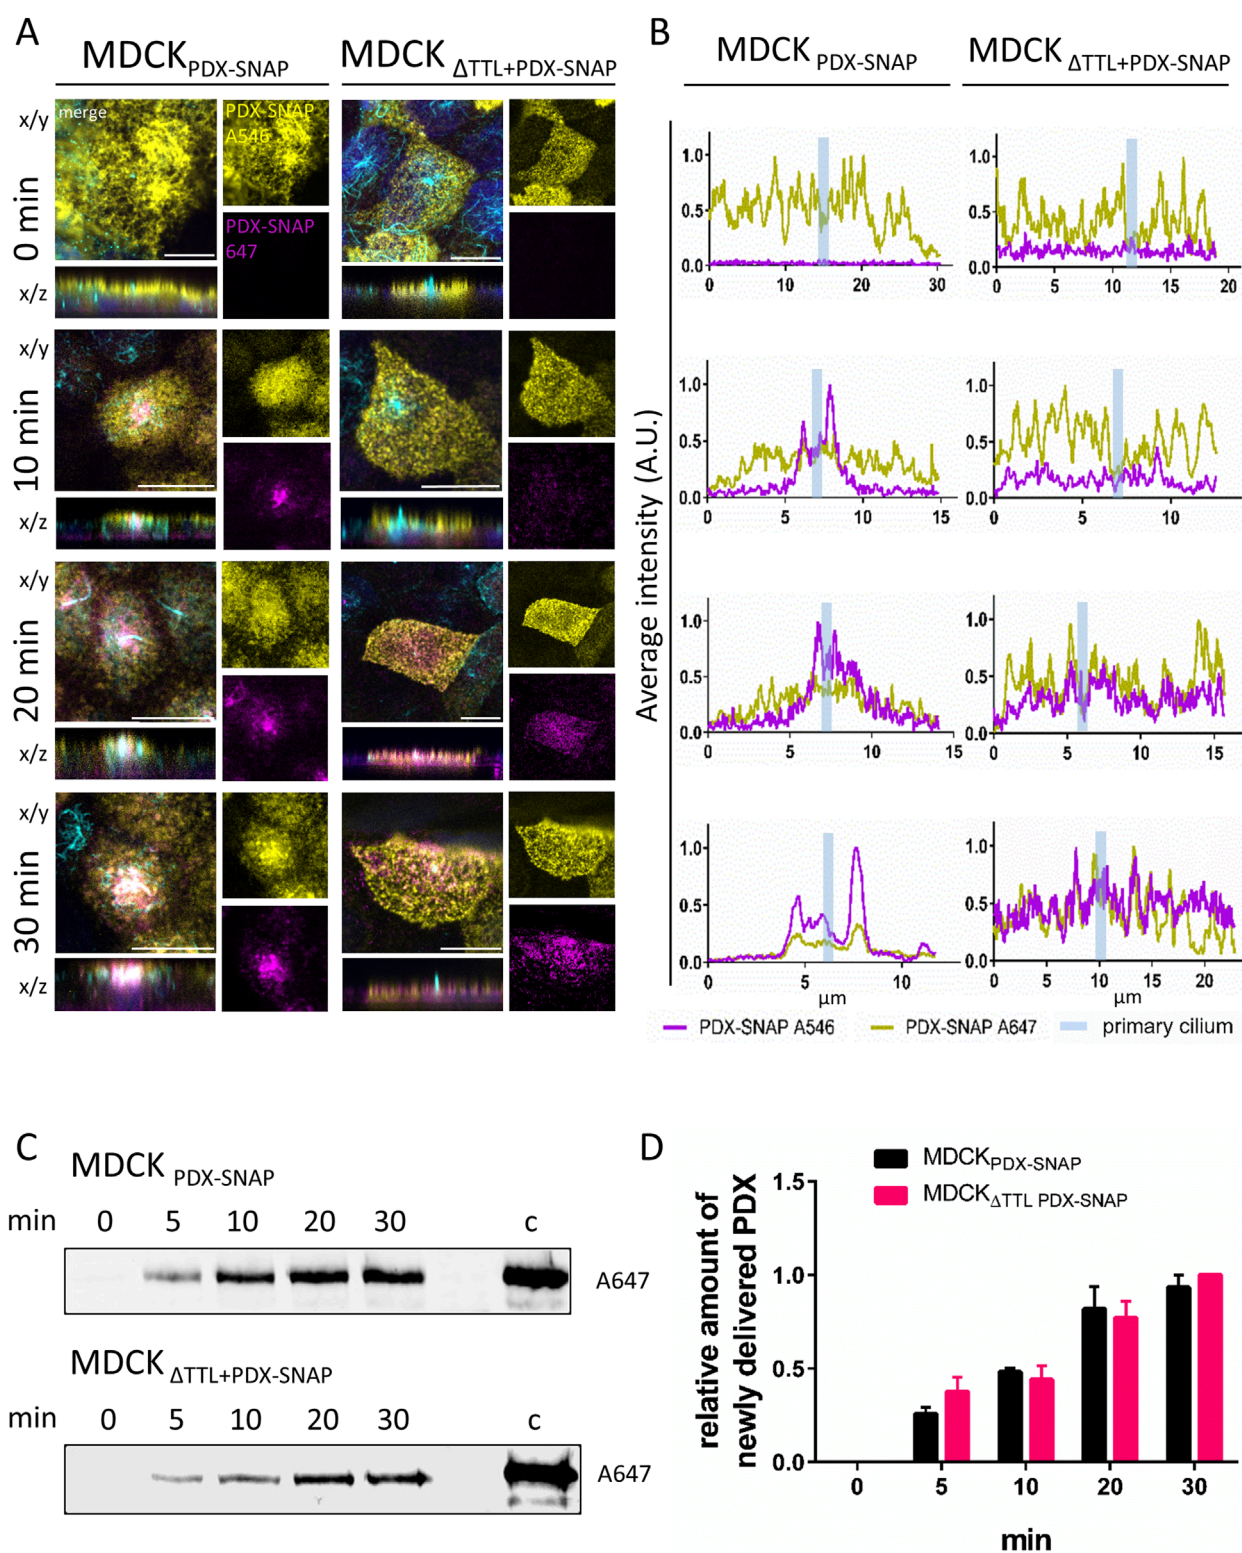 A
MDCK PDX-SNAP
MDCK ΔTTL+PDX-SNAP
0 min
x/y
merge
PDX-SNAP
A546
PDX-SNAP
647
x/z
10 min
x/y
x/z
20 min
x/y
x/z
30 min
x/y
x/z
B
MDCK PDX-SNAP
MDCK ΔTTL+PDX-SNAP
Average intensity (A.U.)
1.0
0.5
0.0
0 10 20 30
1.0
0.5
0.0
0 5 10 15 20
1.0
0.5
0.0
0 5 10 15
1.0
0.5
0.0
0 5 10
1.0
0.5
0.0
0 5 10 15
1.0
0.5
0.0
0 5 10 15
1.0
0.5
0.0
5 10
μm
1.0
0.5
0.0
0 5 10 15 20
μm
PDX-SNAP A546
PDX-SNAP A647
primary cilium
C
MDCK PDX-SNAP
min 0 5 10 20 30 c
A647
MDCK ΔTTL+PDX-SNAP
min 0 5 10 20 30 c
A647
D
MDCK PDX-SNAP
MDCK ΔTTL PDX-SNAP
relative amount of
newly delivered PDX
1.5
1.0
0.5
0.0
0 5 10 20 30
min